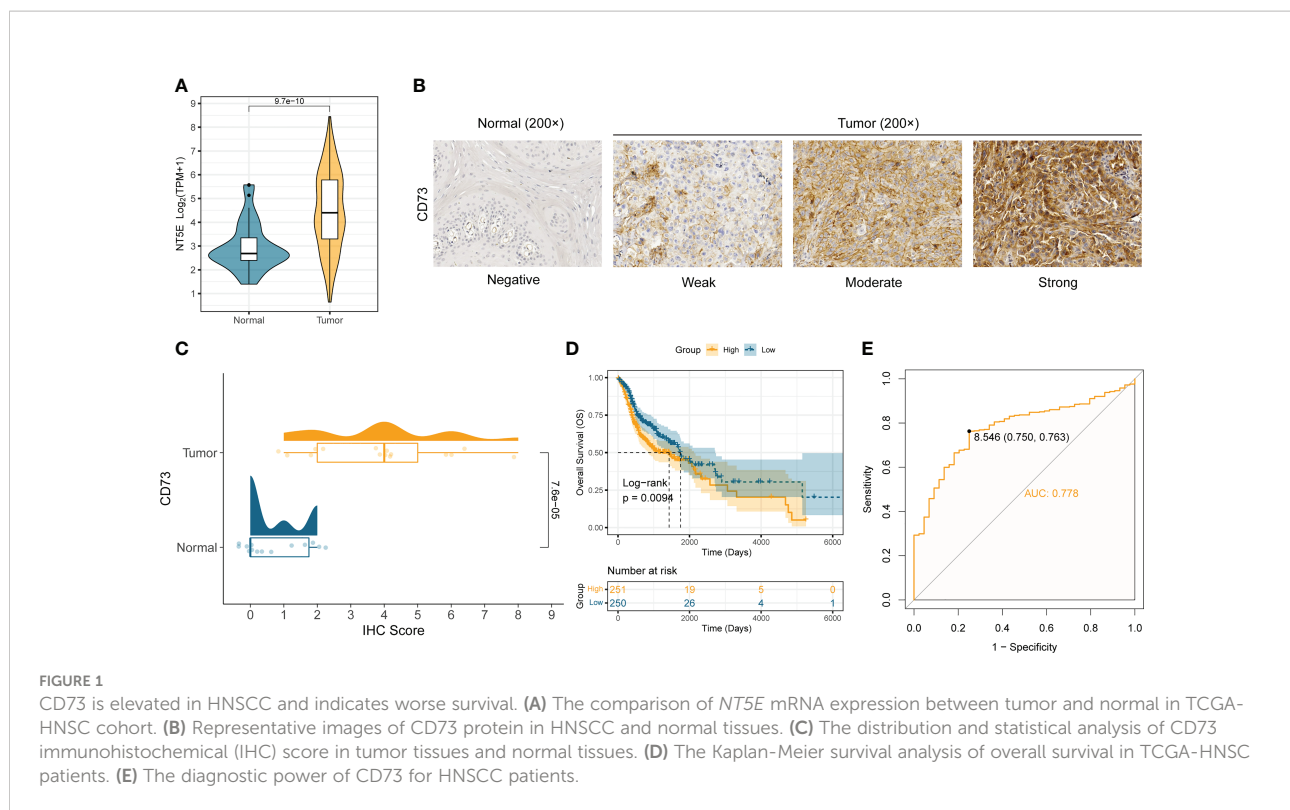 A
9.7e−10
9
8
7
6
5
4
3
2
1
NT5E Log2(TPM+1)
Normal
Tumor
B
Normal (200×)
Tumor (200×)
CD73
Negative
Weak
Moderate
Strong
C
CD73
Tumor
Normal
7.6e−05
0 1 2 3 4 5 6 7 8 9
IHC Score
D
Group High Low
Overall Survival (OS)
1.00
0.75
0.50
0.25
0.00
Log−rank
p = 0.0094
0 2000 4000 6000
Time (Days)
Number at risk
Group
High 251 19 5 0
Low 250 26 4 1
0 2000 4000 6000
Time (Days)
E
Sensitivity
1.0
0.8
0.6
0.4
0.2
0.0
8.546 (0.750, 0.763)
AUC: 0.778
0.0 0.2 0.4 0.6 0.8 1.0
1 − Specificity
FIGURE 1
CD73 is elevated in HNSCC and indicates worse survival. (A) The comparison of NT5E mRNA expression between tumor and normal in TCGA-
HNSC cohort. (B) Representative images of CD73 protein in HNSCC and normal tissues. (C) The distribution and statistical analysis of CD73
immunohistochemical (IHC) score in tumor tissues and normal tissues. (D) The Kaplan-Meier survival analysis of overall survival in TCGA-HNSC
patients. (E) The diagnostic power of CD73 for HNSCC patients.